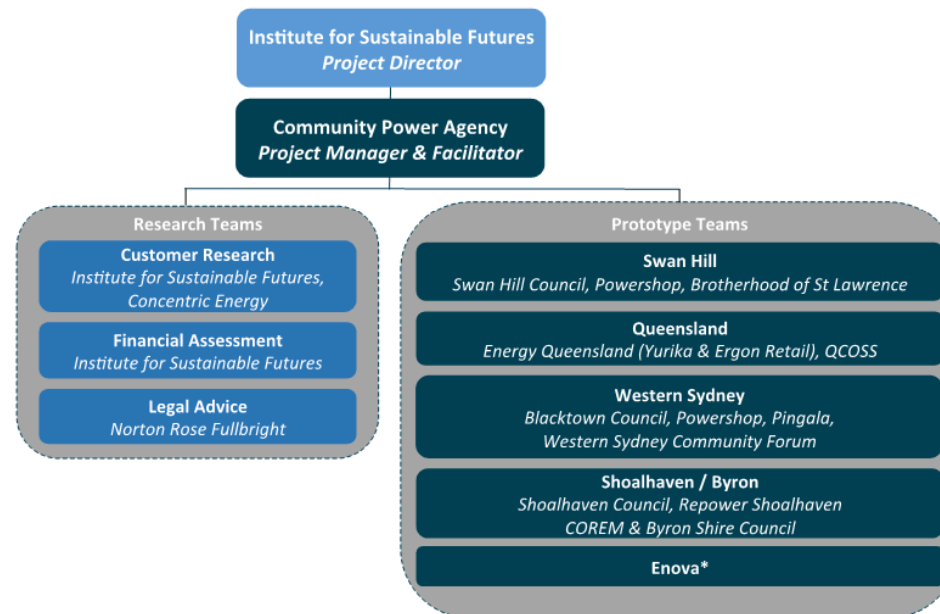 Institute for Sustainable Futures
Project Director
Community Power Agency
Project Manager & Facilitator
Research Teams
Customer Research
Institute for Sustainable Futures,
Concentric Energy
Financial Assessment
Institute for Sustainable Futures
Legal Advice
Norton Rose Fullbright
Prototype Teams
Swan Hill
Swan Hill Council, Powershop, Brotherhood of St Lawrence
Queensland
Energy Queensland (Yurika & Ergon Retail), QCOSS
Western Sydney
Blacktown Council, Powershop, Pingala,
Western Sydney Community Forum
Shoalhaven / Byron
Shoalhaven Council, Repower Shoalhaven
COREM & Byron Shire Council
Enova*